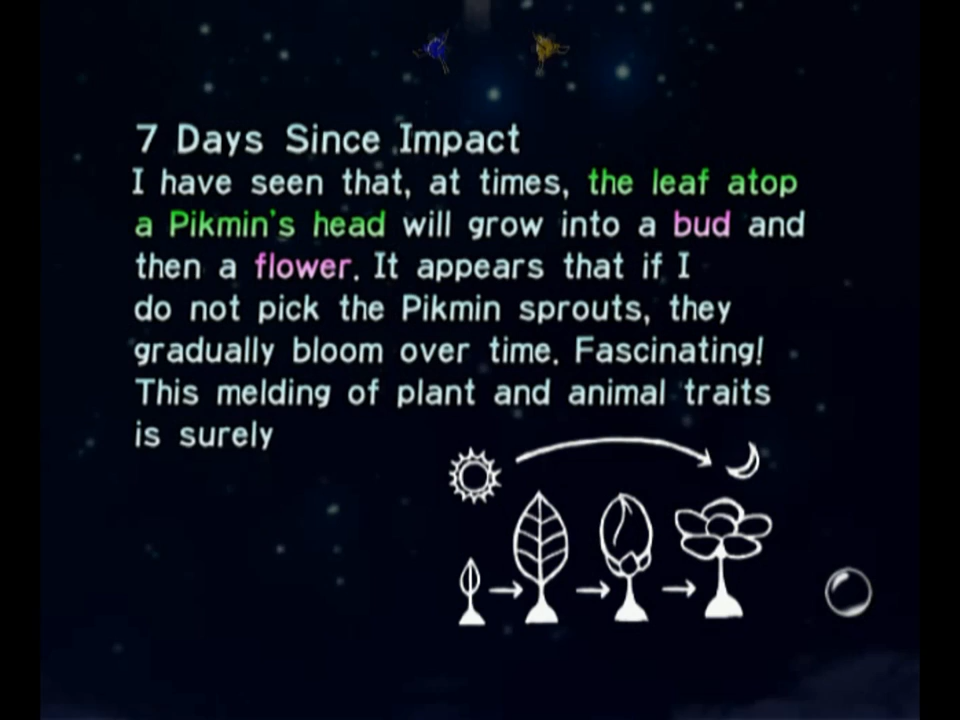 7 Days Since Impact
I have seen that, at times, the leaf atop
a Pikmin's head will grow into a bud and
then a flower. It appears that if I
do not pick the Pikmin sprouts, they
gradually bloom over time. Fascinating!
This melding of plant and animal traits
is surely